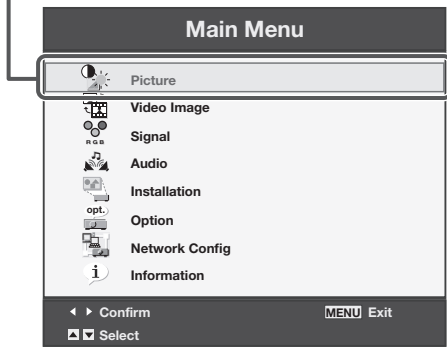 Main Menu
Picture
Video Image
RGB
Signal
Audio
Installation
opt.
Option
Network Config
i
Information
Confirm
MENU Exit
Select